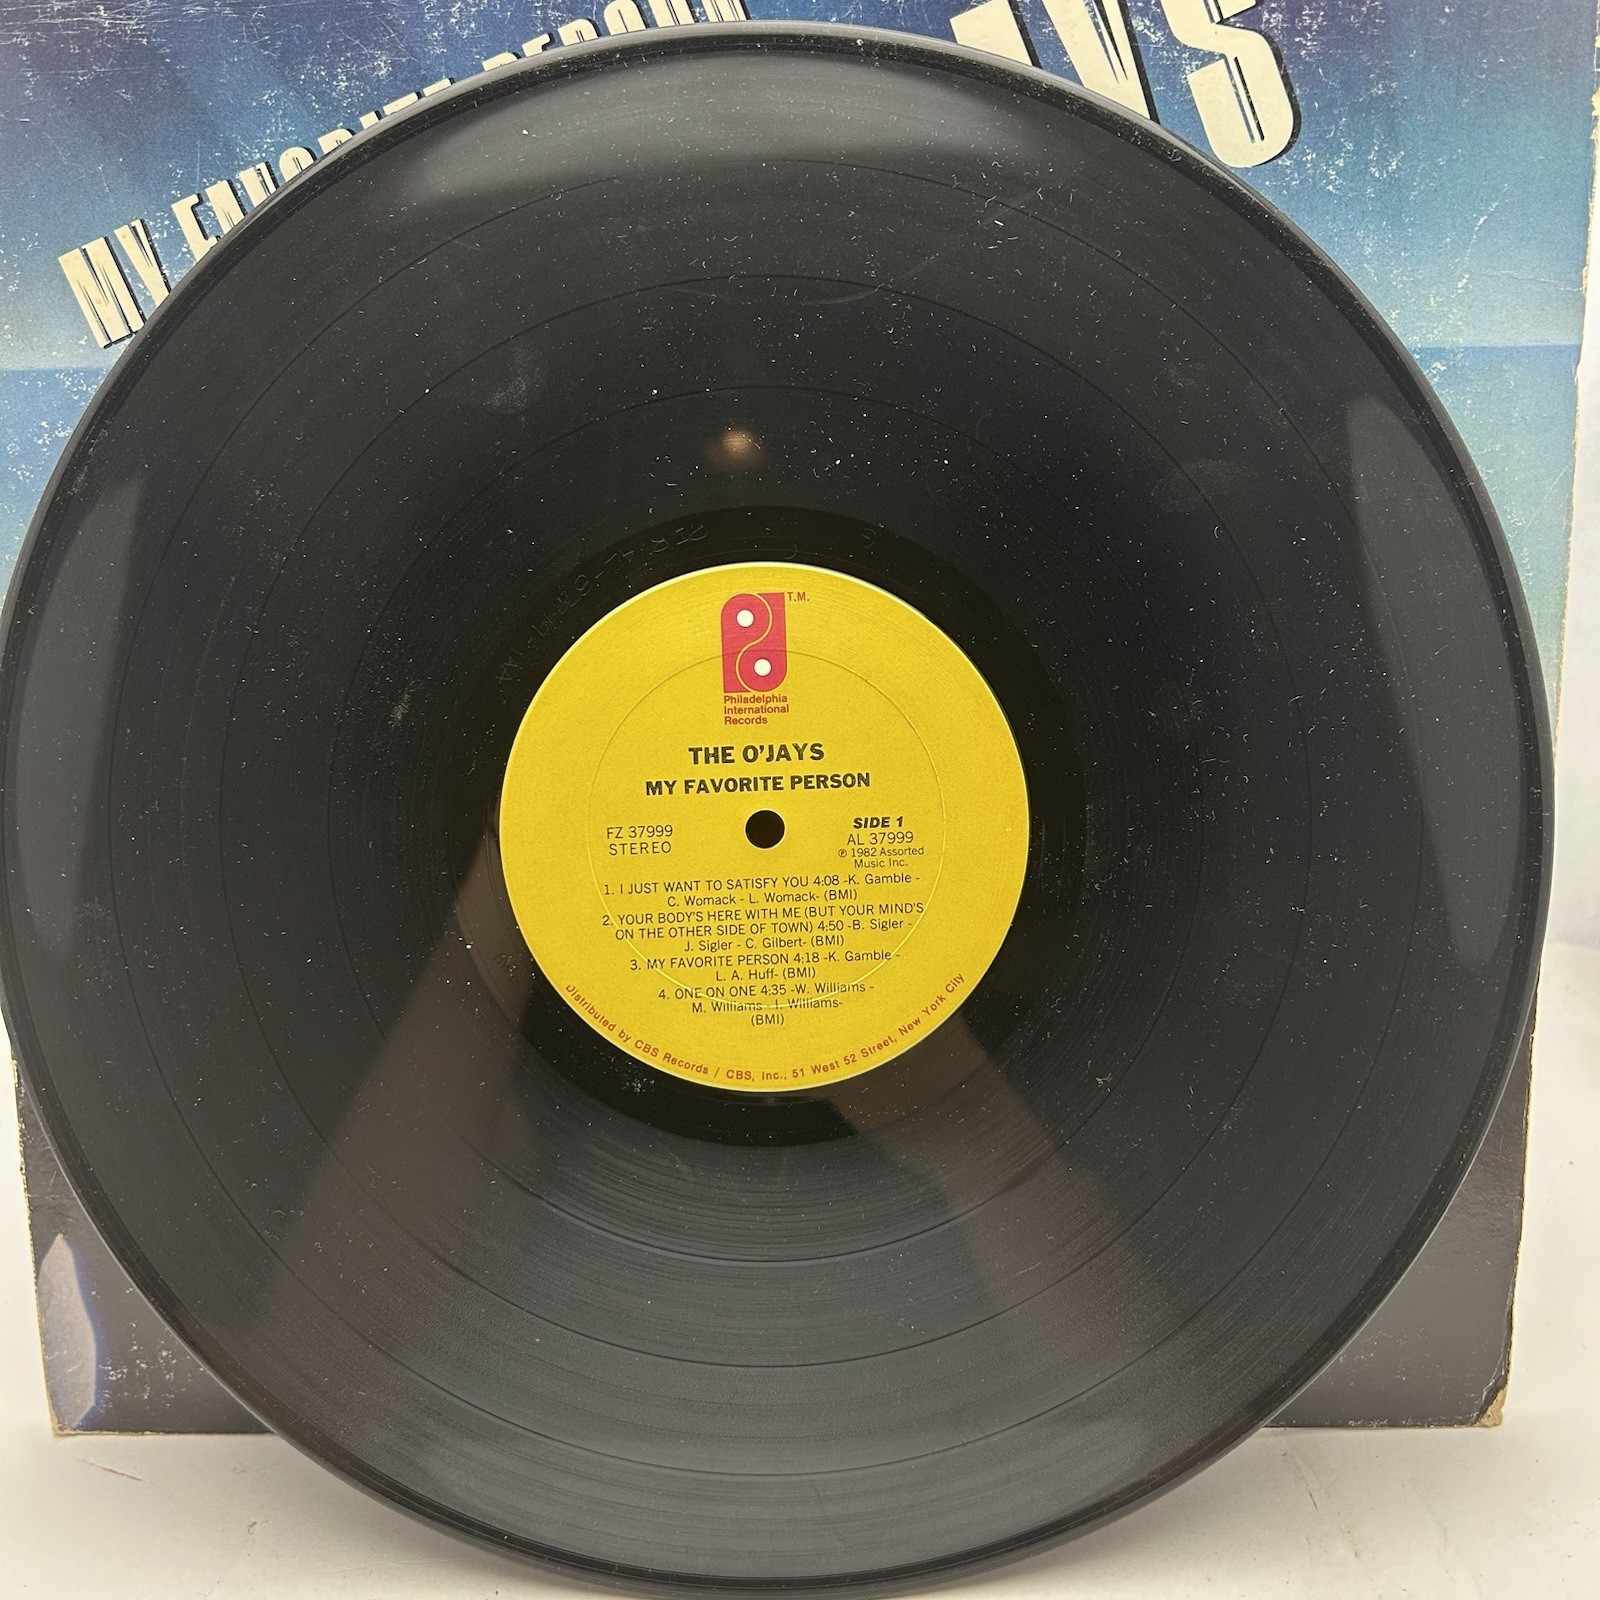 MY FAVORITE PERSON
T.M.
Philadelphia
International
Records
THE O'JAYS
MY FAVORITE PERSON
FZ 37999
STEREO
SIDE 1
AL 37999
℗ 1982 Assorted
Music Inc.
1. I JUST WANT TO SATISFY YOU 4:08 -K. Gamble -
C. Womack - L. Womack- (BMI)
2. YOUR BODY'S HERE WITH ME (BUT YOUR MIND'S
ON THE OTHER SIDE OF TOWN) 4:50 -B. Sigler -
J. Sigler - C. Gilbert- (BMI)
3. MY FAVORITE PERSON 4:18 -K. Gamble -
L. A. Huff- (BMI)
4. ONE ON ONE 4:35 -W. Williams -
M. Williams - I. Williams-
(BMI)
Distributed by CBS Records / CBS, Inc., 51 West 52 Street, New York City